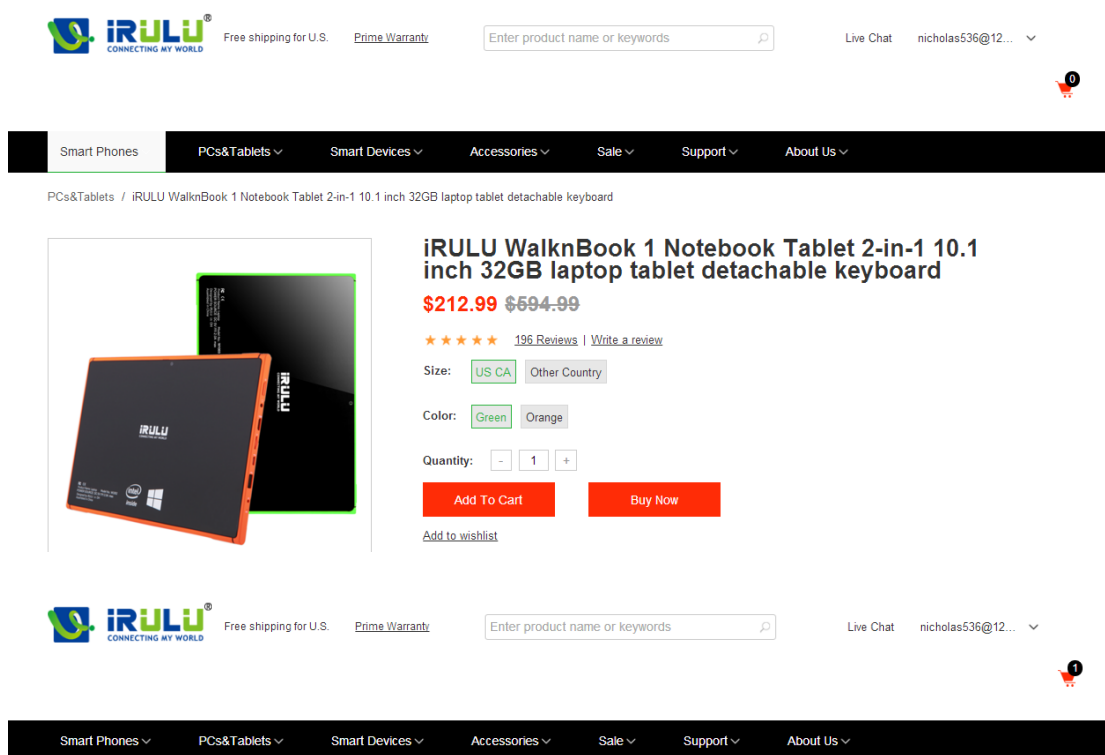 iRULU®
CONNECTING MY WORLD
Free shipping for U.S. Prime Warranty Enter product name or keywords Live Chat nicholas536@12...
0
Smart Phones PCs&Tablets Smart Devices Accessories Sale Support About Us
PCs&Tablets / iRULU WalknBook 1 Notebook Tablet 2-in-1 10.1 inch 32GB laptop tablet detachable keyboard
iRULU WalknBook 1 Notebook Tablet 2-in-1 10.1
inch 32GB laptop tablet detachable keyboard
$212.99 $594.99
196 Reviews | Write a review
Size: US CA Other Country
Color: Green Orange
Quantity: - 1 +
Add To Cart Buy Now
Add to wishlist
iRULU
iRULU
intel
inside
iRULU®
CONNECTING MY WORLD
Free shipping for U.S. Prime Warranty Enter product name or keywords Live Chat nicholas536@12...
1
Smart Phones PCs&Tablets Smart Devices Accessories Sale Support About Us